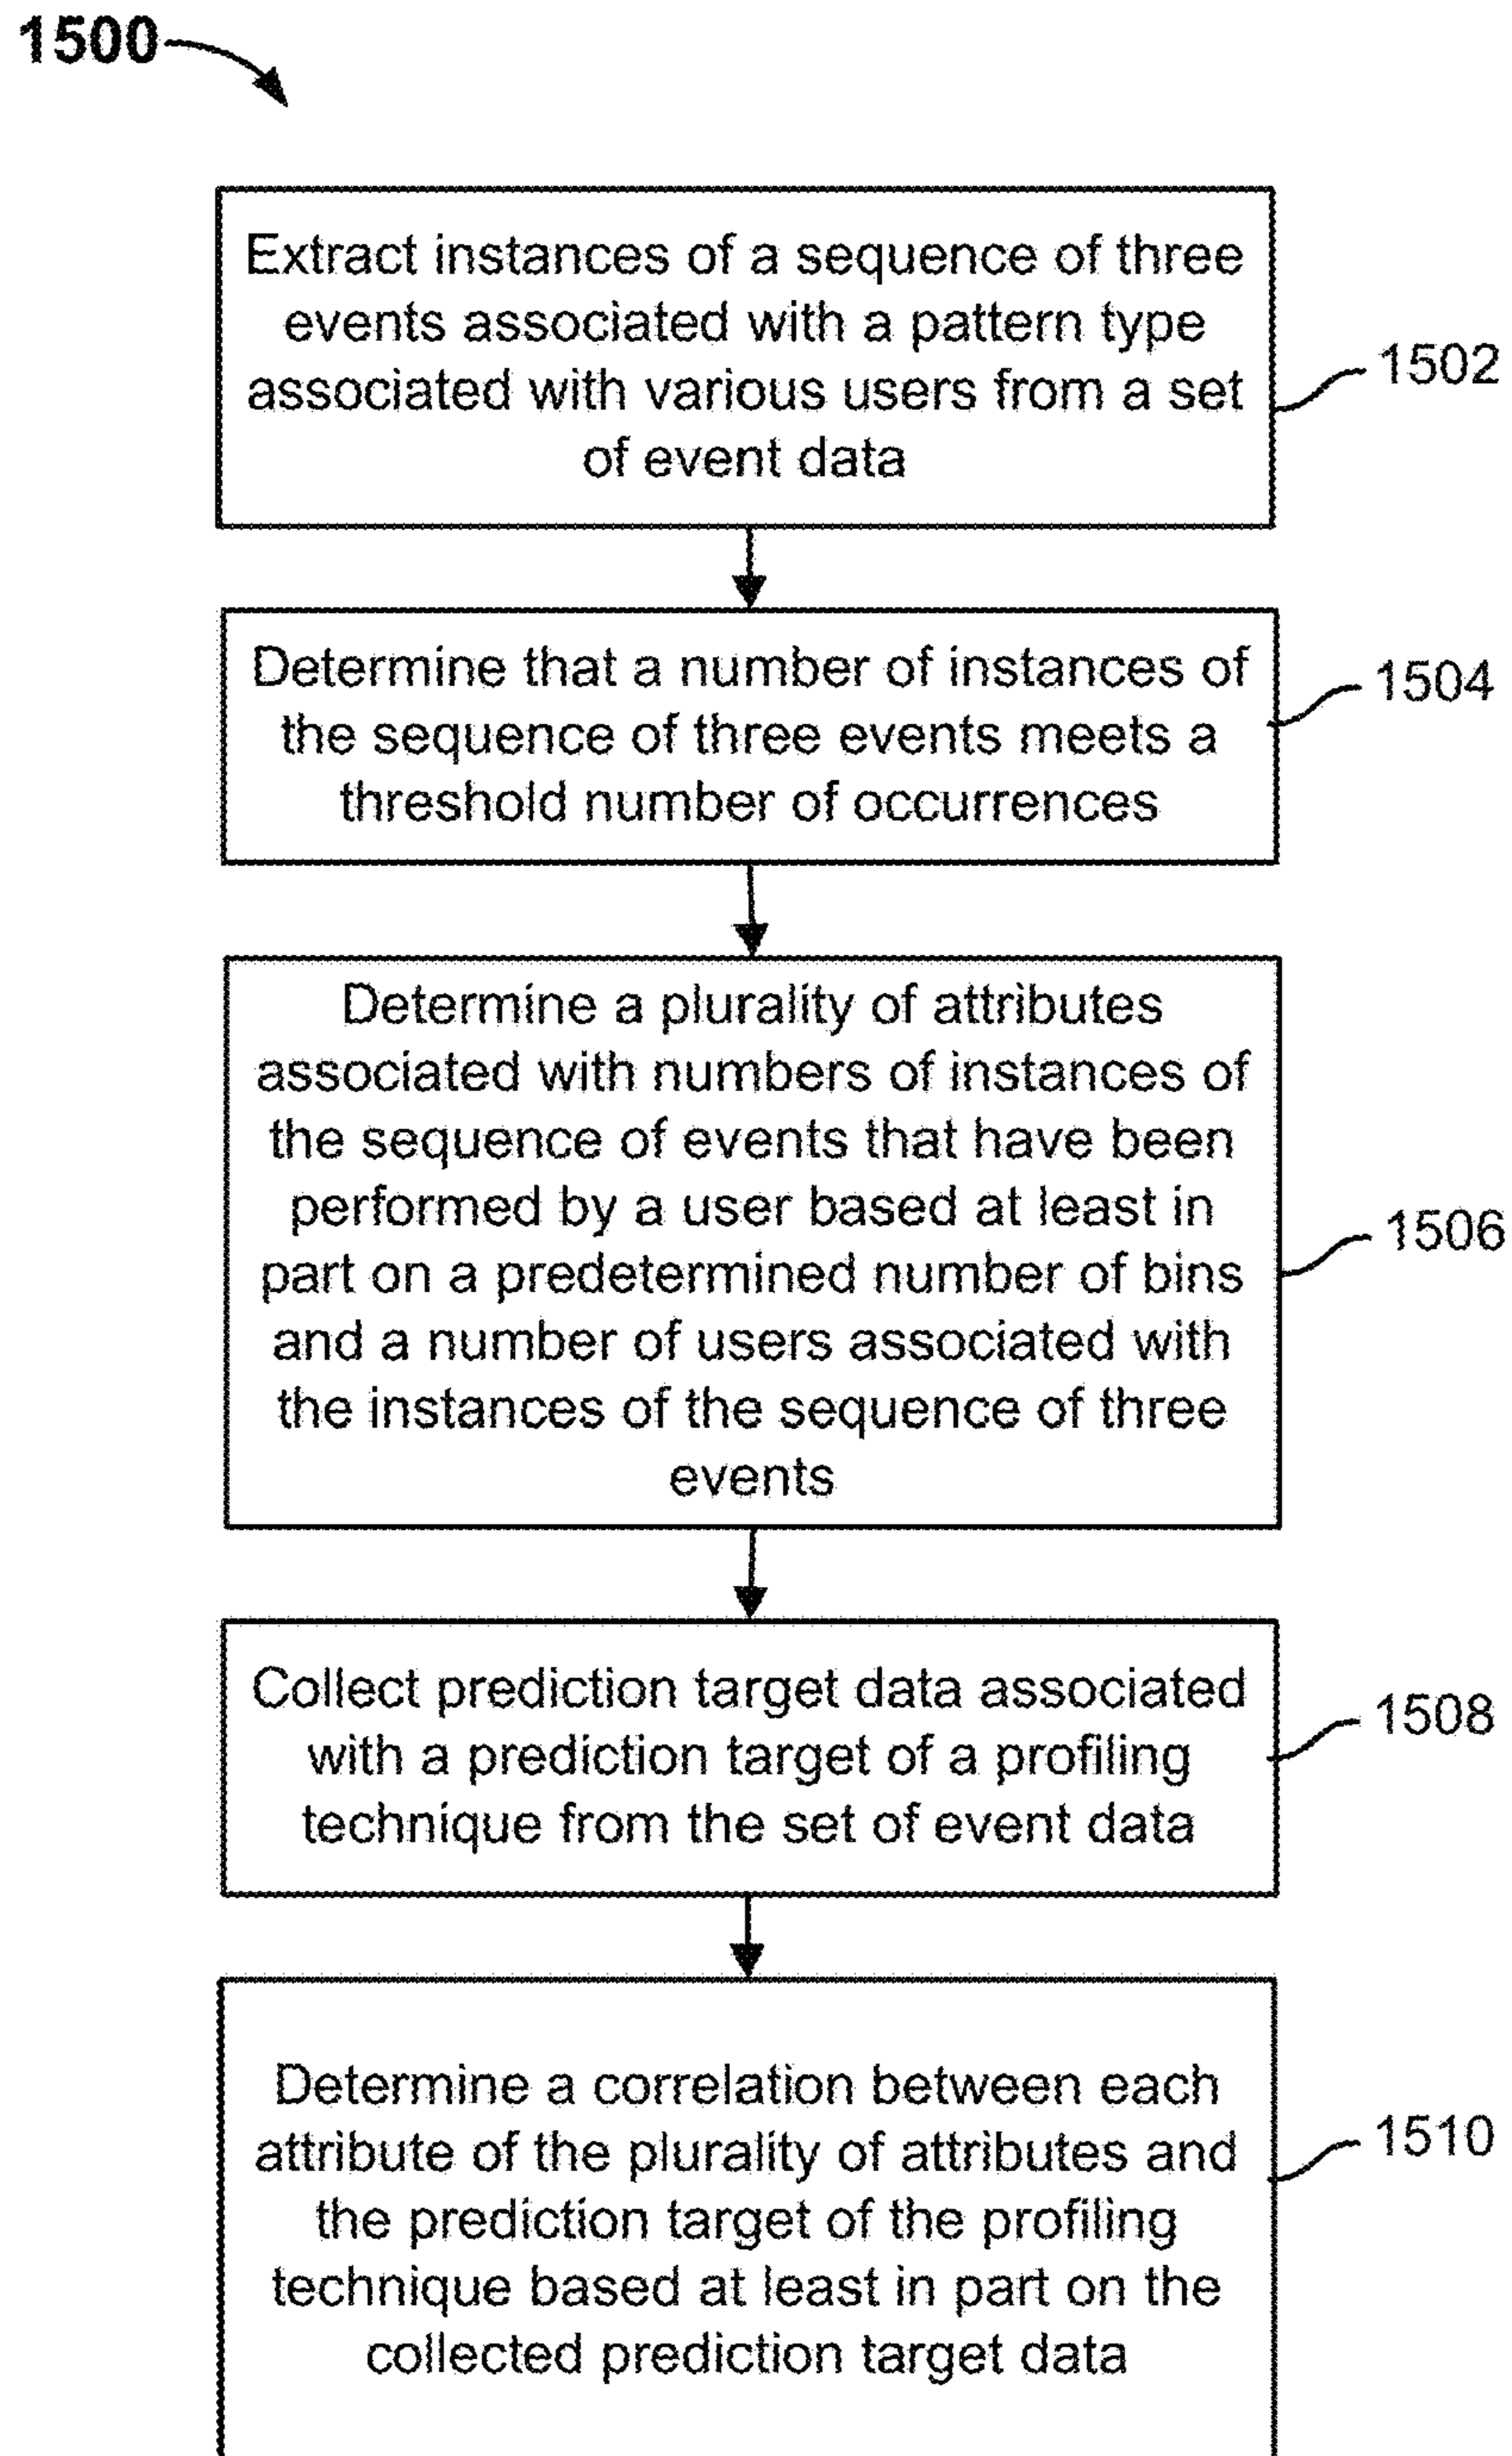 1500
Extract instances of a sequence of three
events associated with a pattern type
associated with various users from a set
of event data
1502
Determine that a number of instances of
the sequence of three events meets a
threshold number of occurrences
1504
Determine a plurality of attributes
associated with numbers of instances of
the sequence of events that have been
performed by a user based at least in
part on a predetermined number of bins
and a number of users associated with
the instances of the sequence of three
events
1506
Collect prediction target data associated
with a prediction target of a profiling
technique from the set of event data
1508
Determine a correlation between each
attribute of the plurality of attributes and
the prediction target of the profiling
technique based at least in part on the
collected prediction target data
1510